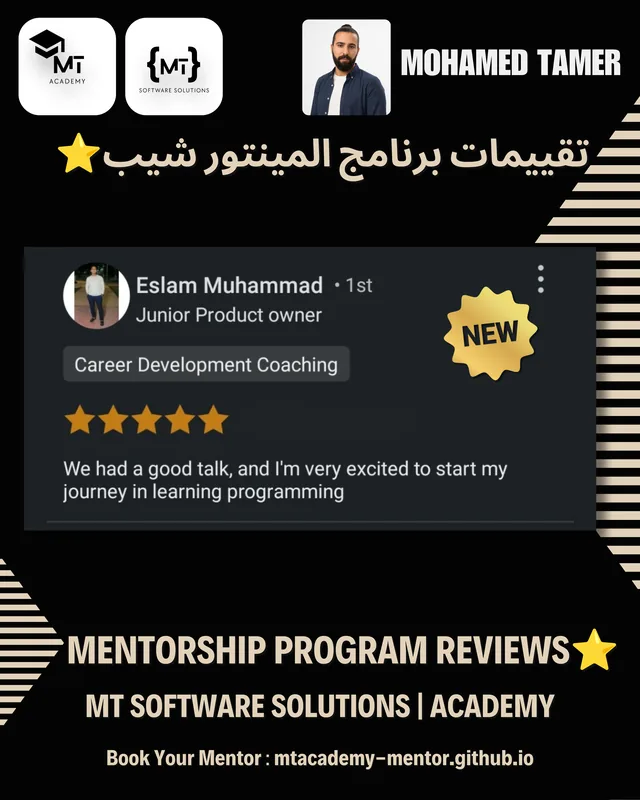 MT
ACADEMY
{MT}
SOFTWARE SOLUTIONS
MOHAMED TAMER
تقييمات برنامج المينتور شيب⭐
Eslam Muhammad • 1st
Junior Product owner
NEW
Career Development Coaching
We had a good talk, and I'm very excited to start my
journey in learning programming
MENTORSHIP PROGRAM REVIEWS⭐
MT SOFTWARE SOLUTIONS | ACADEMY
Book Your Mentor : mtacademy-mentor.github.io